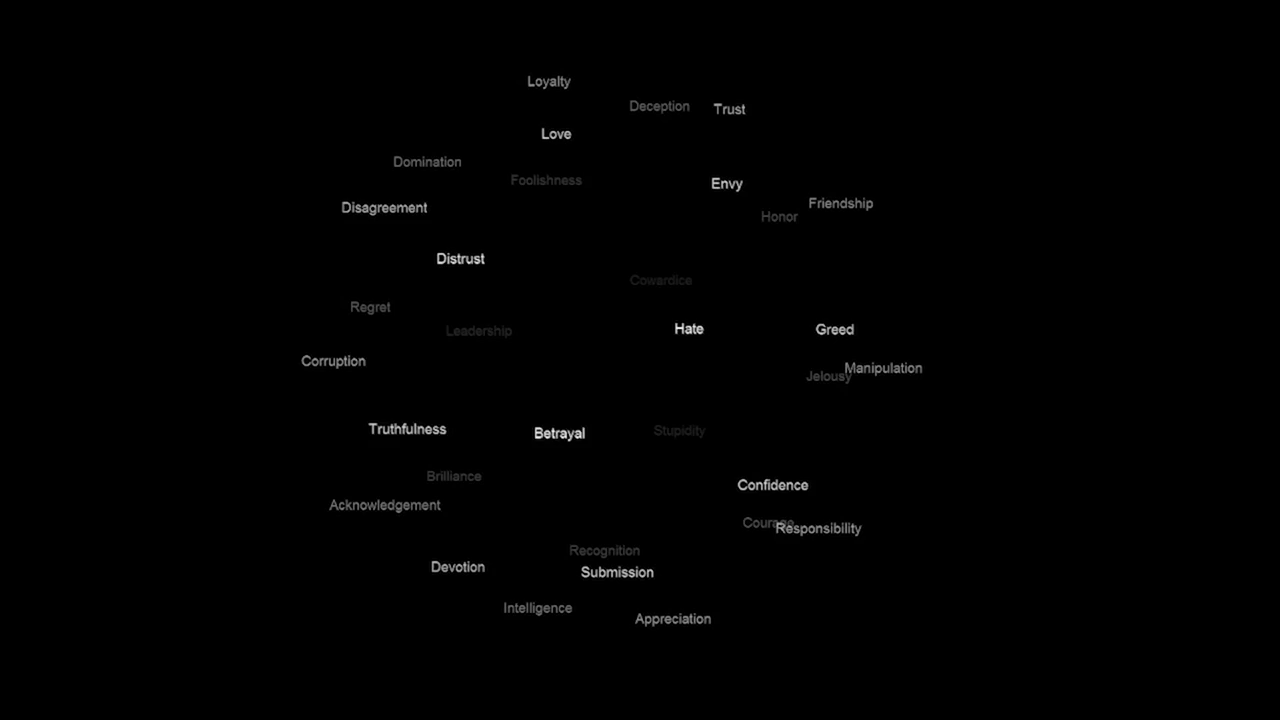 Loyalty
Deception
Trust
Love
Domination
Foolishness
Envy
Friendship
Disagreement
Honor
Distrust
Cowardice
Regret
Leadership
Hate
Greed
Corruption
Manipulation
Jelousy
Truthfulness
Betrayal
Stupidity
Brilliance
Confidence
Acknowledgement
Courage
Responsibility
Recognition
Devotion
Submission
Intelligence
Appreciation